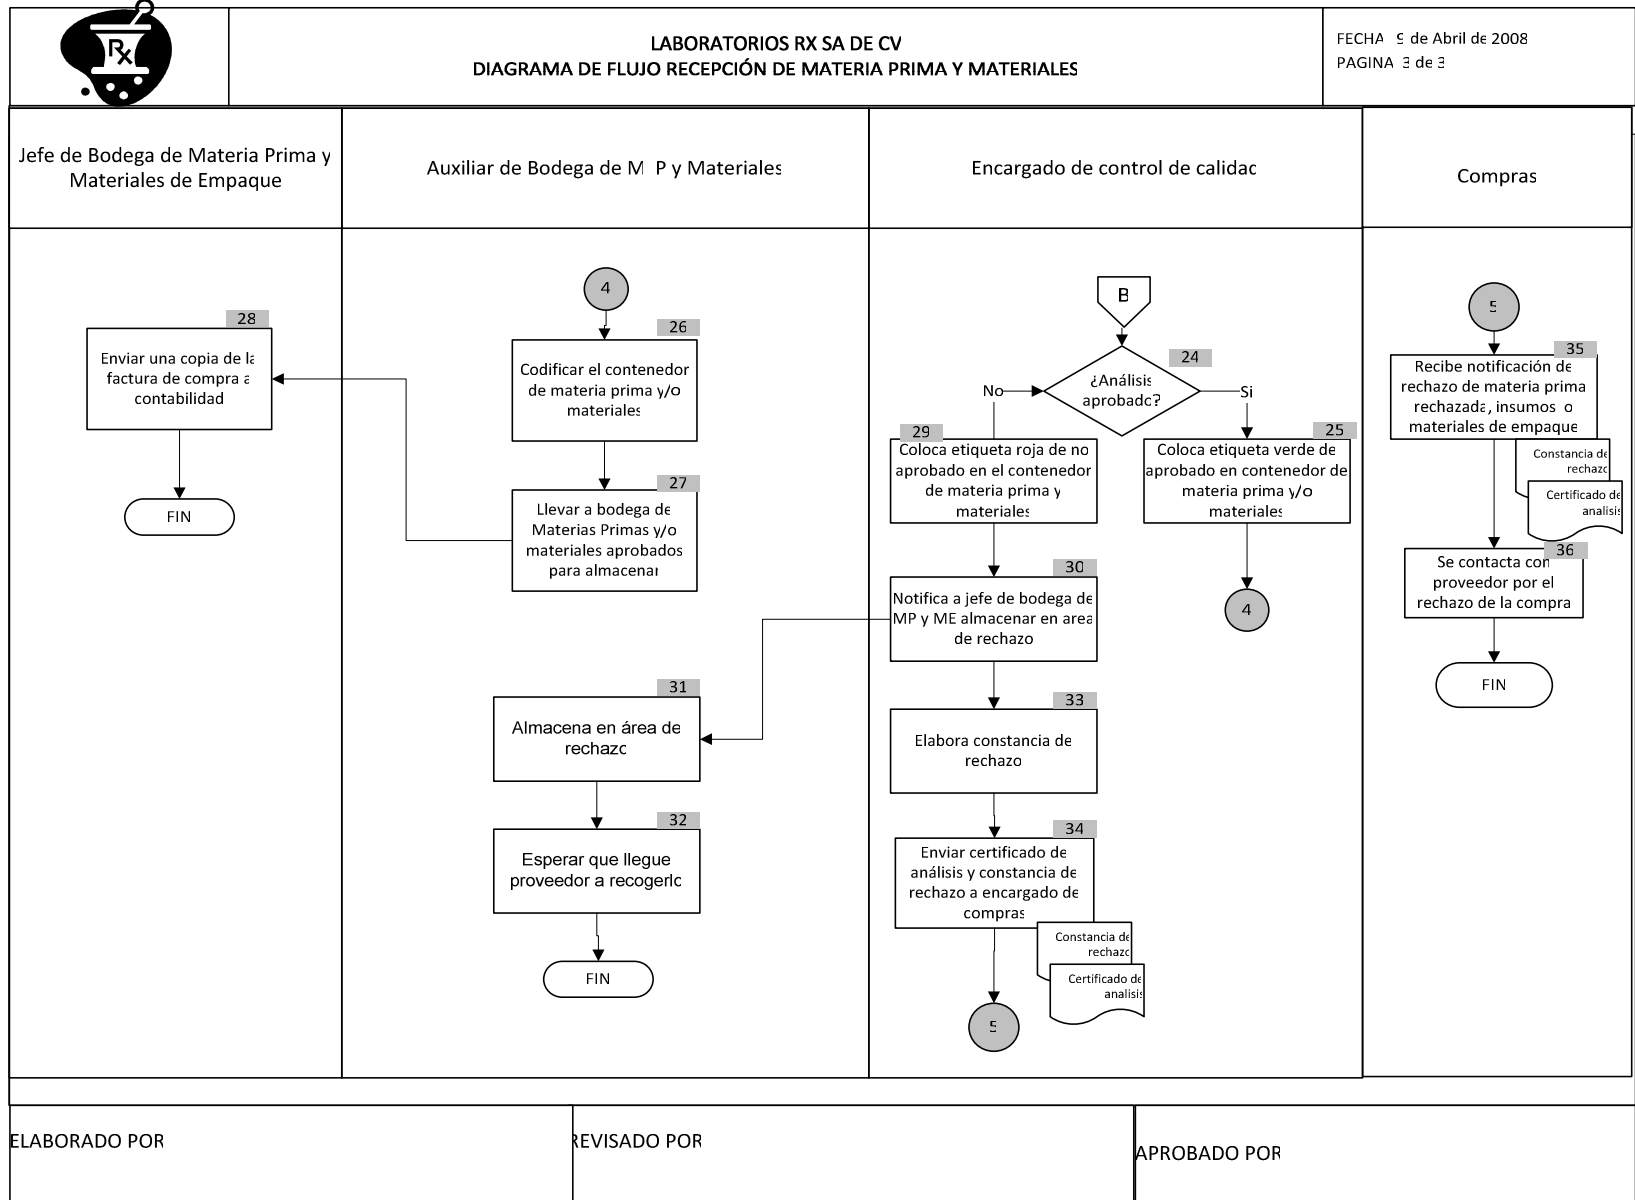 Rx
LABORATORIOS RX SA DE CV
DIAGRAMA DE FLUJO RECEPCIÓN DE MATERIA PRIMA Y MATERIALES
FECHA 9 de Abril de 2008
PAGINA 3 de 3
Jefe de Bodega de Materia Prima y
Materiales de Empaque
Auxiliar de Bodega de M P y Materiales
Encargado de control de calidad
Compras
28
Enviar una copia de la
factura de compra a
contabilidad
FIN
4
26
Codificar el contenedor
de materia prima y/o
materiales
27
Llevar a bodega de
Materias Primas y/o
materiales aprobados
para almacenar
31
Almacena en área de
rechazo
32
Esperar que llegue
proveedor a recogerlo
FIN
B
24
¿Análisis
aprobado?
No
Si
29
Coloca etiqueta roja de no
aprobado en el contenedor
de materia prima y
materiales
25
Coloca etiqueta verde de
aprobado en contenedor de
materia prima y/o
materiales
4
30
Notifica a jefe de bodega de
MP y ME almacenar en area
de rechazo
33
Elabora constancia de
rechazo
34
Enviar certificado de
análisis y constancia de
rechazo a encargado de
compras
Constancia de
rechazo
Certificado de
analisis
5
5
35
Recibe notificación de
rechazo de materia prima
rechazada, insumos o
materiales de empaque
Constancia de
rechazo
Certificado de
analisis
36
Se contacta con
proveedor por el
rechazo de la compra
FIN
ELABORADO POR
REVISADO POR
APROBADO POR